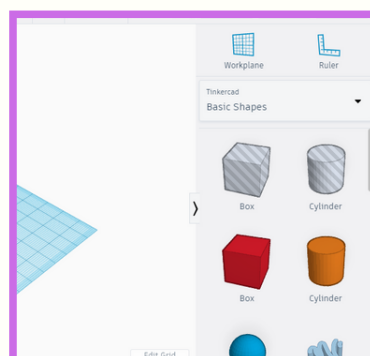 Workplane Ruler
Tinkercad
Basic Shapes
Box Cylinder
Box Cylinder
Edit Grid